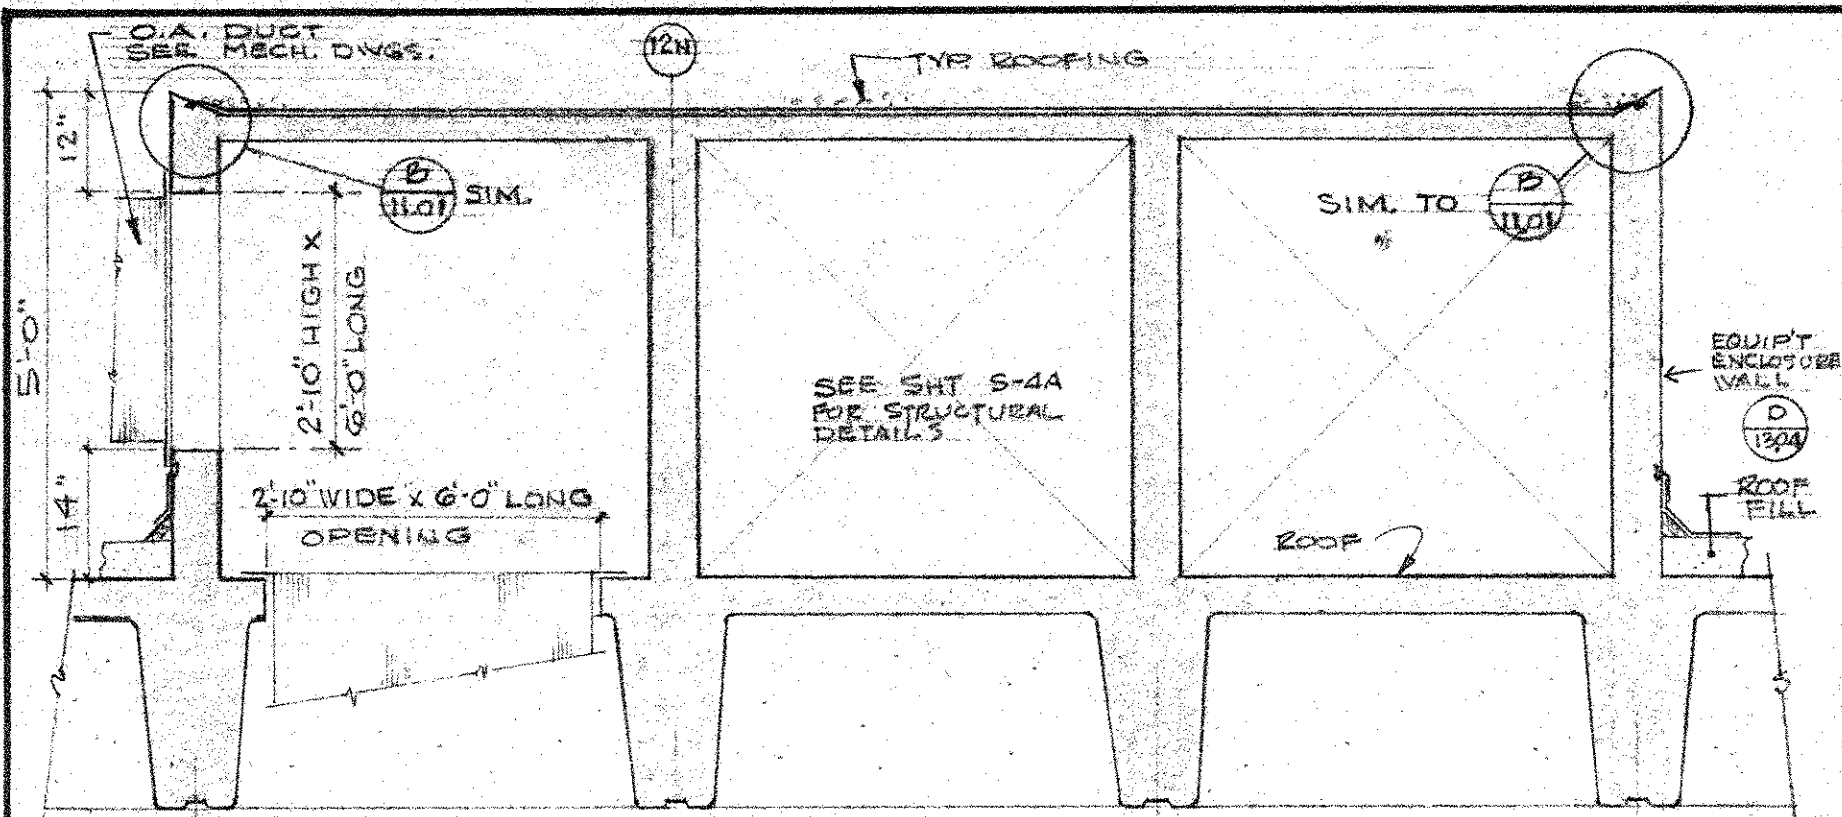 O.A. DUCT
SEE MECH. DWGS.
12N
TYP. ROOFING
12"
B
11.01
SIM.
SIM. TO
B
11.01
5'-0"
2'-10" HIGH X
6'-0" LONG
EQUIP'T
ENCLOSURE
WALL
SEE SHT S-4A
FOR STRUCTURAL
DETAILS
D
13.04
14"
2'-10" WIDE X 6'-0" LONG
OPENING
ROOF
FILL
ROOF